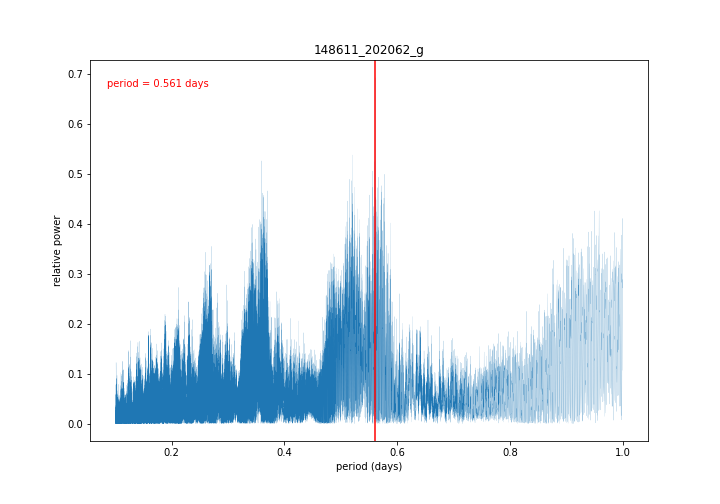 148611_202062_g
period = 0.561 days
relative power
0.7
0.6
0.5
0.4
0.3
0.2
0.1
0.0
0.2 0.4 0.6 0.8 1.0
period (days)